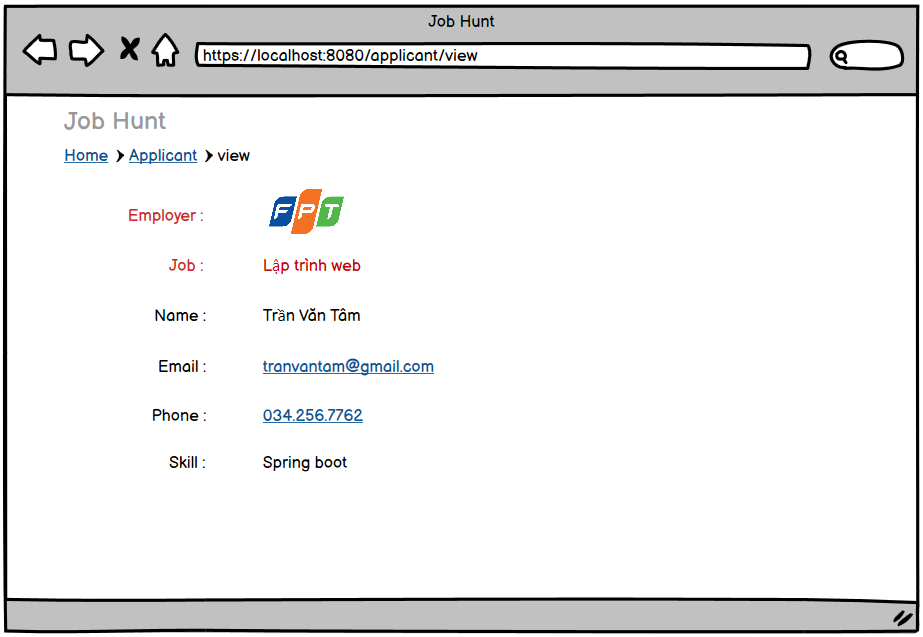 Job Hunt
https://localhost:8080/applicant/view
Job Hunt
Home > Applicant > view
Employer : FPT
Job : Lập trình web
Name : Trần Văn Tâm
Email : tranvantam@gmail.com
Phone : 034.256.7762
Skill : Spring boot